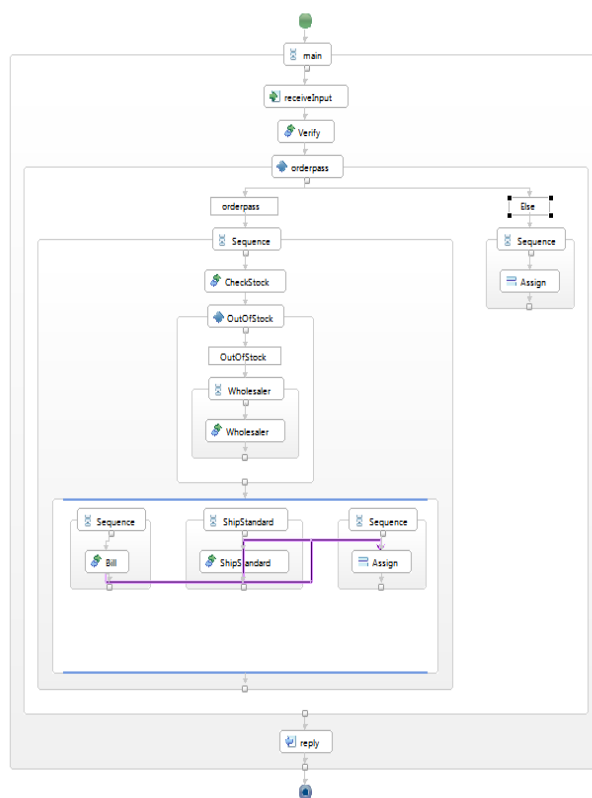 main
receiveInput
Verify
orderpass
orderpass
Else
Sequence
Sequence
CheckStock
Assign
OutOfStock
OutOfStock
Wholesaler
Wholesaler
Sequence
ShipStandard
Sequence
Bill
ShipStandard
Assign
reply